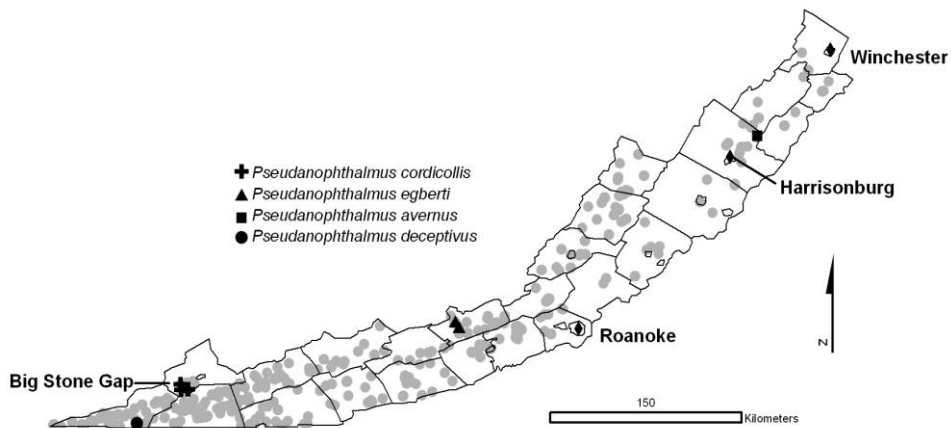 Winchester
Pseudanophthalmus cordicollis
Pseudanophthalmus egberti
Harrisonburg
Pseudanophthalmus avernus
Pseudanophthalmus deceptivus
Roanoke
N
Big Stone Gap
150
Kilometers